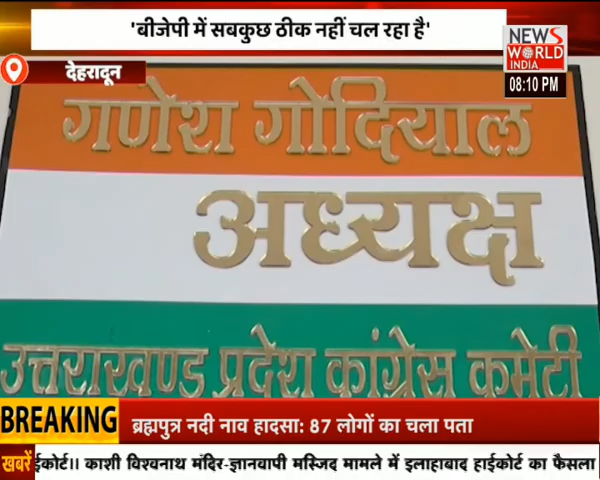 'बीजेपी में सबकुछ ठीक नहीं चल रहा है'
NEWS
WORLD
INDIA
देहरादून
08:10 PM
गणेश गोदियाल
अध्यक्ष
उत्तराखण्ड प्रदेश कांग्रेस कमेटी
BREAKING
ब्रह्मपुत्र नदी नाव हादसा: 87 लोगों का चला पता
खबरें
ईकोर्ट।। काशी विश्वनाथ मंदिर-ज्ञानवापी मस्जिद मामले में इलाहाबाद हाईकोर्ट का फैसला